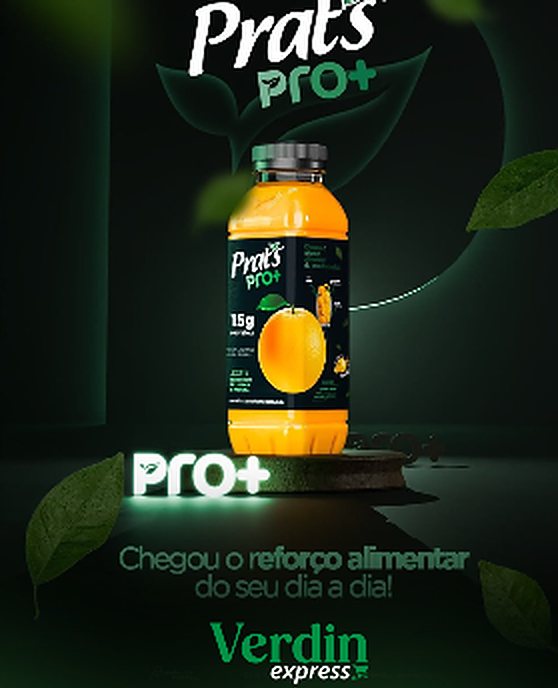 Prat's
pro+
Prat's
pro+
15g
pro+
Chegou o reforço alimentar
do seu dia a dia!
Verdin
express